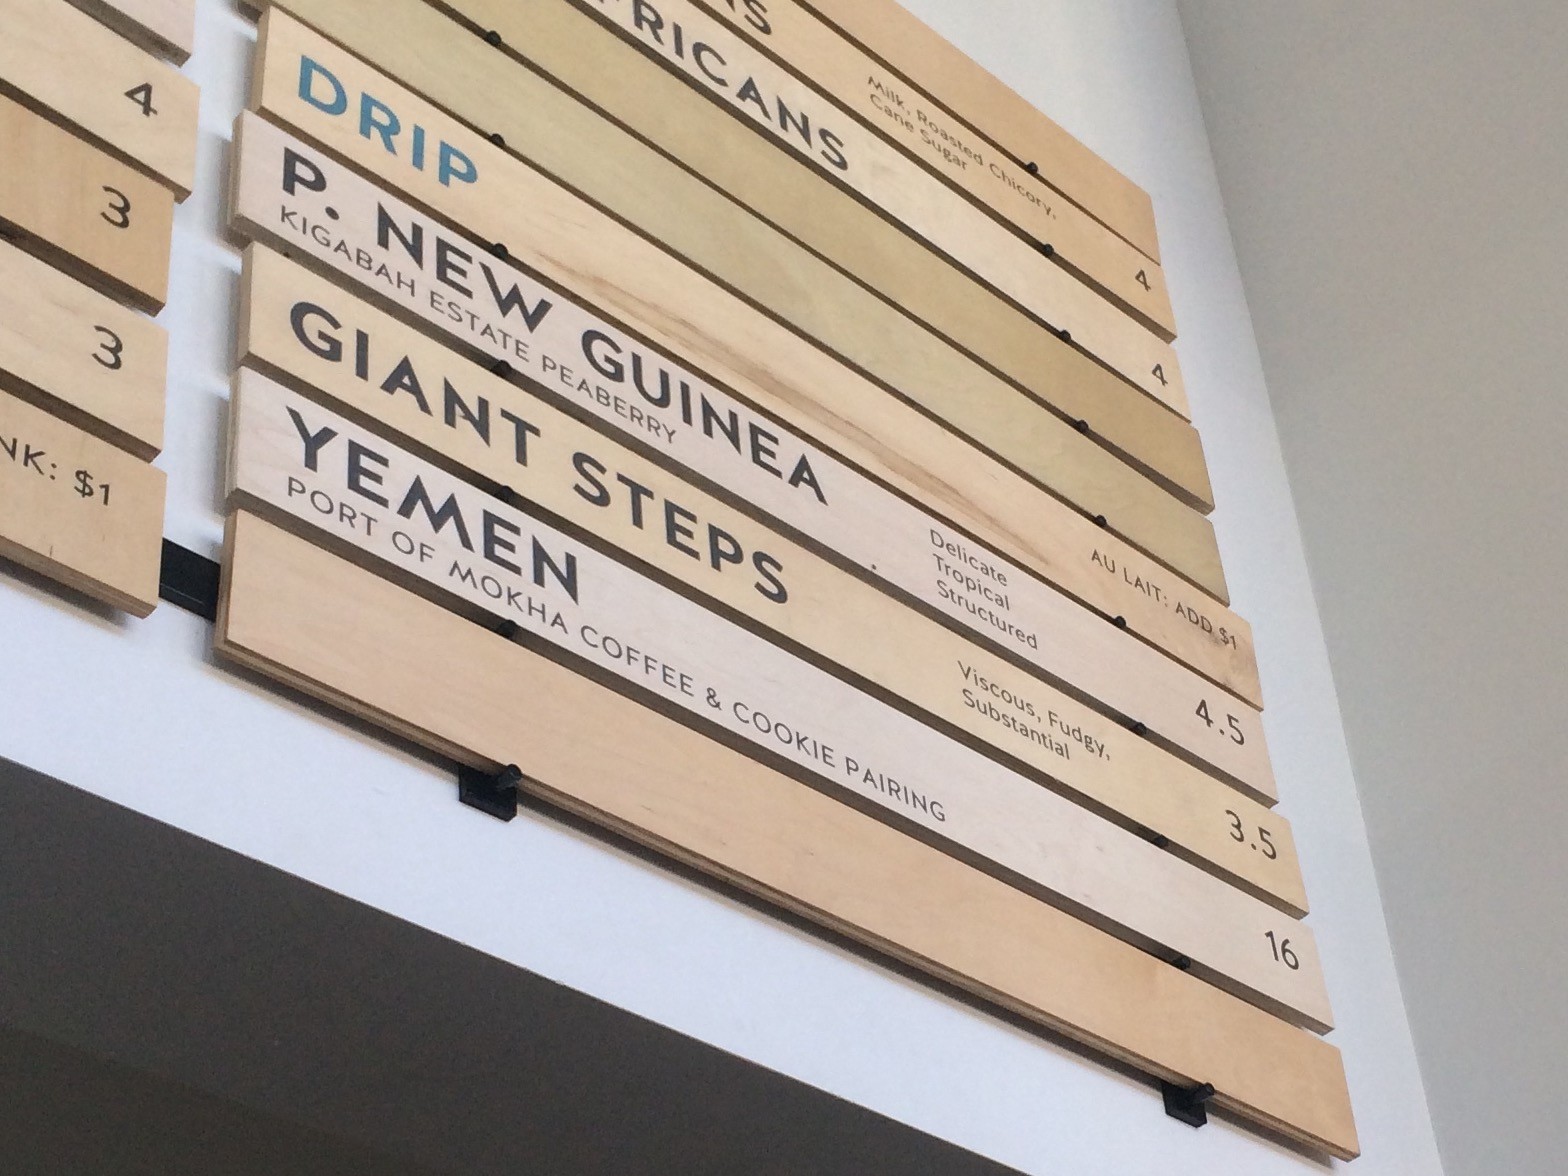 4
3
3
NK: $1
Milk, Roasted Chicory,
Cane Sugar
4
RICANS
4
DRIP
AU LAIT: ADD $1
P. NEW GUINEA
KIGABAH ESTATE PEABERRY
Delicate
Tropical
Structured
4.5
GIANT STEPS
Viscous, Fudgy,
Substantial
3.5
YEMEN
PORT OF MOKHA COFFEE & COOKIE PAIRING
16